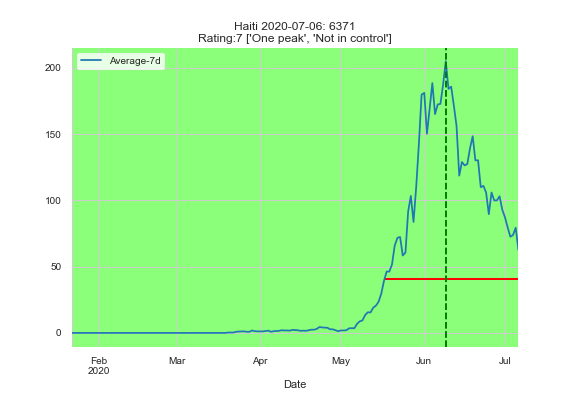 Haiti 2020-07-06: 6371
Rating:7 ['One peak', 'Not in control']
Average-7d
200
150
100
50
0
Feb
2020
Mar
Apr
May
Jun
Jul
Date